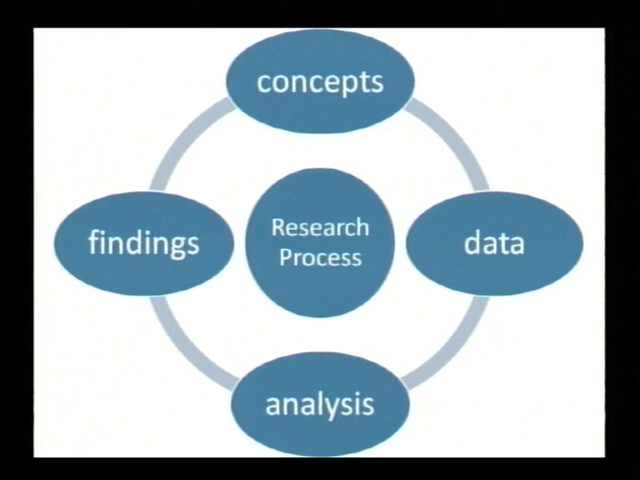 concepts
findings
Research
Process
data
analysis